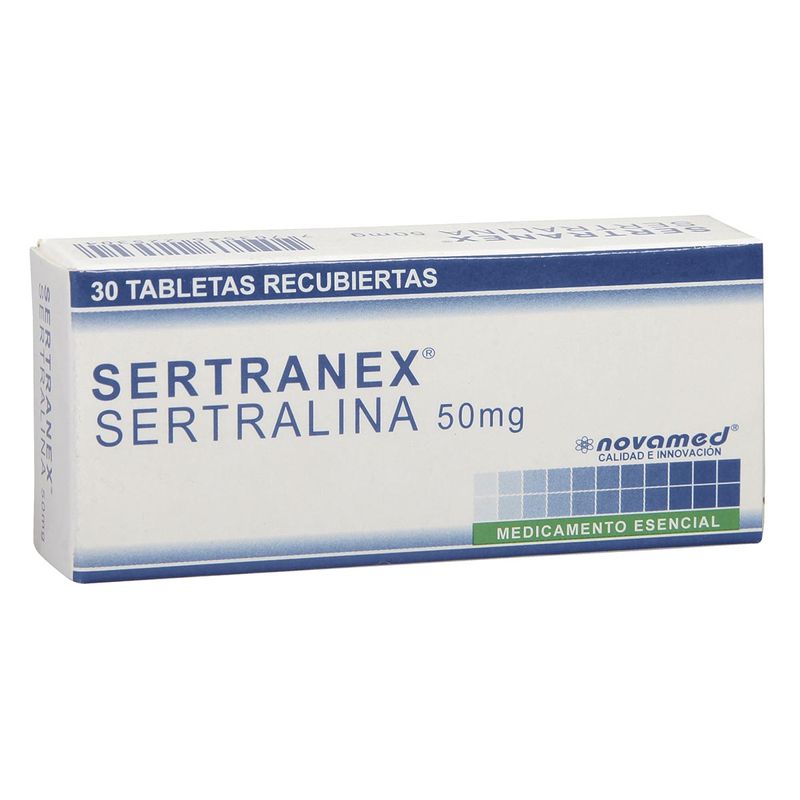 SERTRANEX®
SERTRALINA
50mg
30 TABLETAS RECUBIERTAS
SERTRANEX®
SERTRALINA 50mg
novamed®
CALIDAD E INNOVACIÓN
MEDICAMENTO ESENCIAL
SERTRANEX®
SERTRALINA 50mg